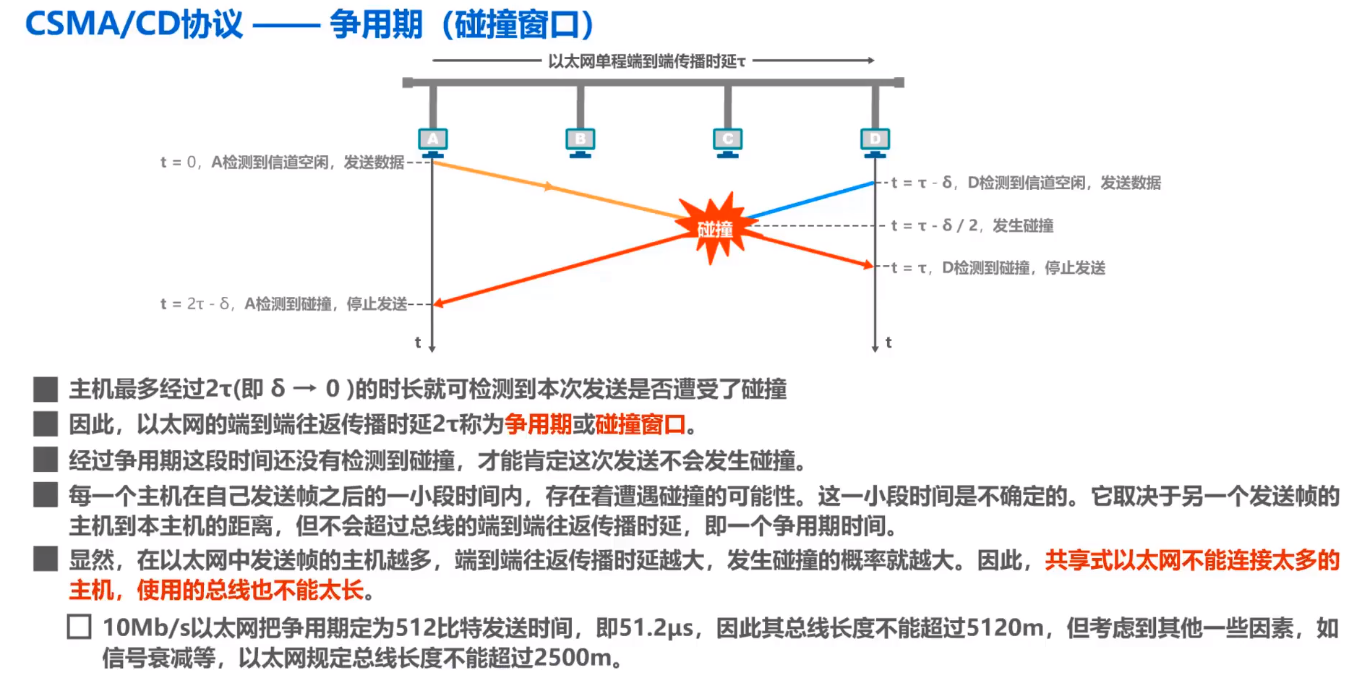 CSMA/CD协议 —— 争用期（碰撞窗口）
以太网单程端到端传播时延τ
A B C D
t = 0，A检测到信道空闲，发送数据
t = τ - δ，D检测到信道空闲，发送数据
碰撞
t = τ - δ / 2，发生碰撞
t = τ，D检测到碰撞，停止发送
t = 2τ - δ，A检测到碰撞，停止发送
t
t
主机最多经过2τ(即 δ → 0 )的时长就可检测到本次发送是否遭受了碰撞
因此，以太网的端到端往返传播时延2τ称为争用期或碰撞窗口。
经过争用期这段时间还没有检测到碰撞，才能肯定这次发送不会发生碰撞。
每一个主机在自己发送帧之后的一小段时间内，存在着遭遇碰撞的可能性。这一小段时间是不确定的。它取决于另一个发送帧的
主机到本主机的距离，但不会超过总线的端到端往返传播时延，即一个争用期时间。
显然，在以太网中发送帧的主机越多，端到端往返传播时延越大，发生碰撞的概率就越大。因此，共享式以太网不能连接太多的
主机，使用的总线也不能太长。
10Mb/s以太网把争用期定为512比特发送时间，即51.2μs，因此其总线长度不能超过5120m，但考虑到其他一些因素，如
信号衰减等，以太网规定总线长度不能超过2500m。